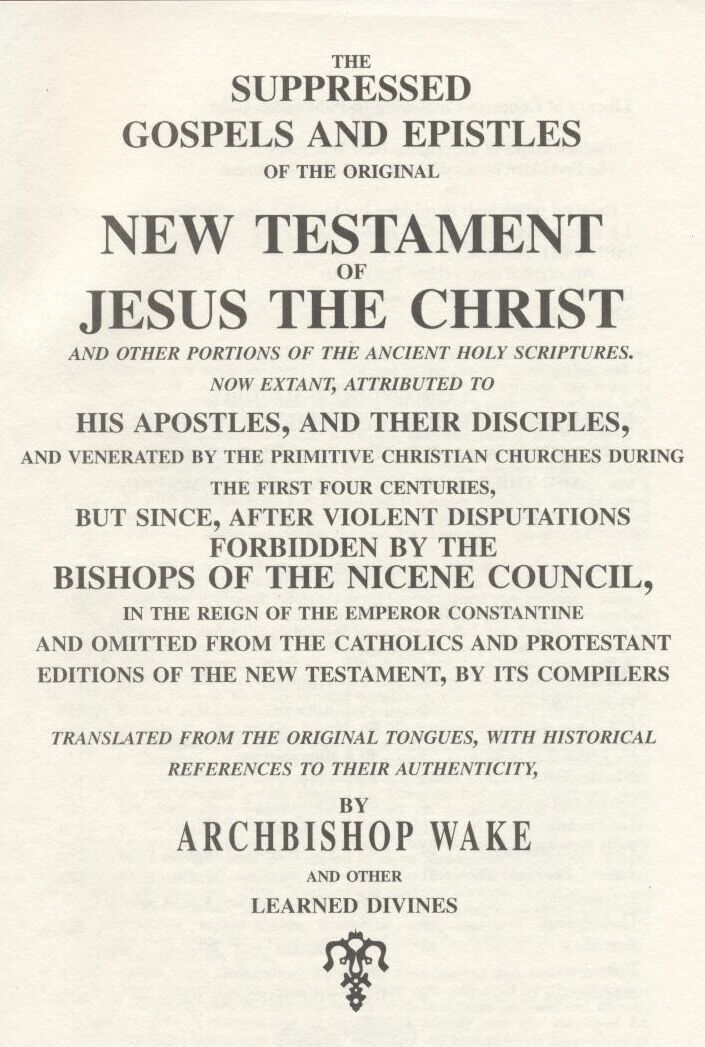 THE
SUPPRESSED
GOSPELS AND EPISTLES
OF THE ORIGINAL
NEW TESTAMENT
OF
JESUS THE CHRIST
AND OTHER PORTIONS OF THE ANCIENT HOLY SCRIPTURES.
NOW EXTANT, ATTRIBUTED TO
HIS APOSTLES, AND THEIR DISCIPLES,
AND VENERATED BY THE PRIMITIVE CHRISTIAN CHURCHES DURING
THE FIRST FOUR CENTURIES,
BUT SINCE, AFTER VIOLENT DISPUTATIONS
FORBIDDEN BY THE
BISHOPS OF THE NICENE COUNCIL,
IN THE REIGN OF THE EMPEROR CONSTANTINE
AND OMITTED FROM THE CATHOLICS AND PROTESTANT
EDITIONS OF THE NEW TESTAMENT, BY ITS COMPILERS
TRANSLATED FROM THE ORIGINAL TONGUES, WITH HISTORICAL
REFERENCES TO THEIR AUTHENTICITY,
BY
ARCHBISHOP WAKE
AND OTHER
LEARNED DIVINES